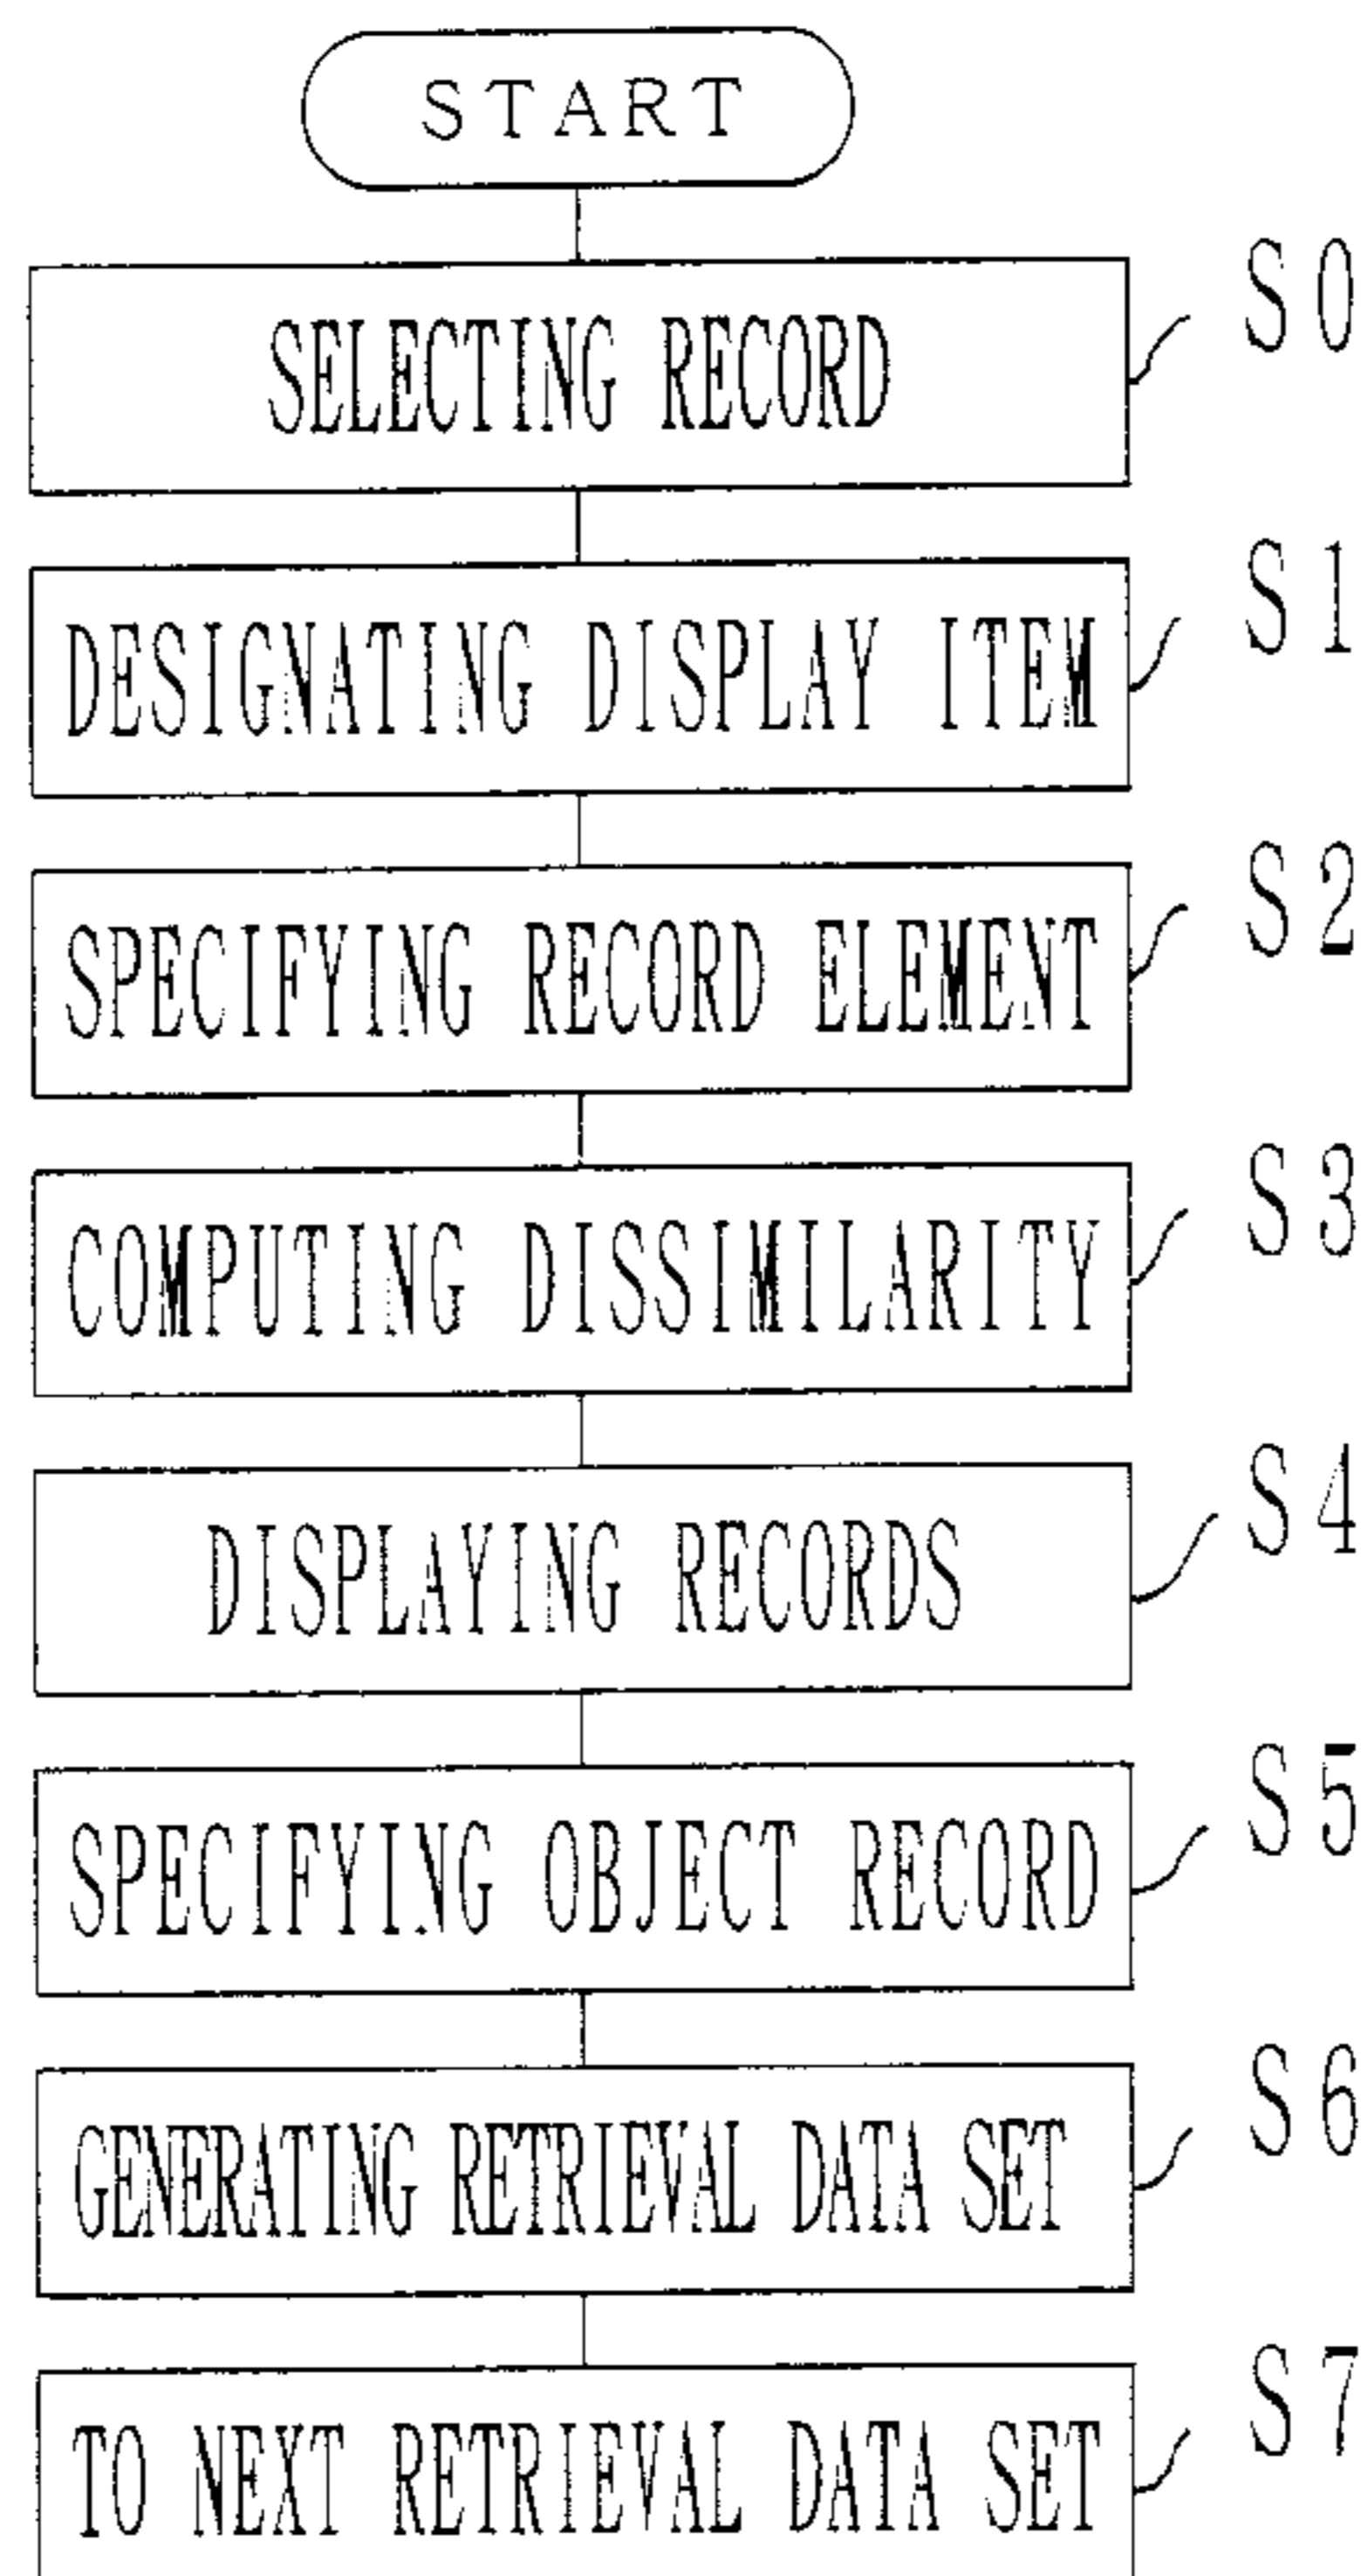 START
SELECTING RECORD
S0
DESIGNATING DISPLAY ITEM
S1
SPECIFYING RECORD ELEMENT
S2
COMPUTING DISSIMILARITY
S3
DISPLAYING RECORDS
S4
SPECIFYING OBJECT RECORD
S5
GENERATING RETRIEVAL DATA SET
S6
TO NEXT RETRIEVAL DATA SET
S7